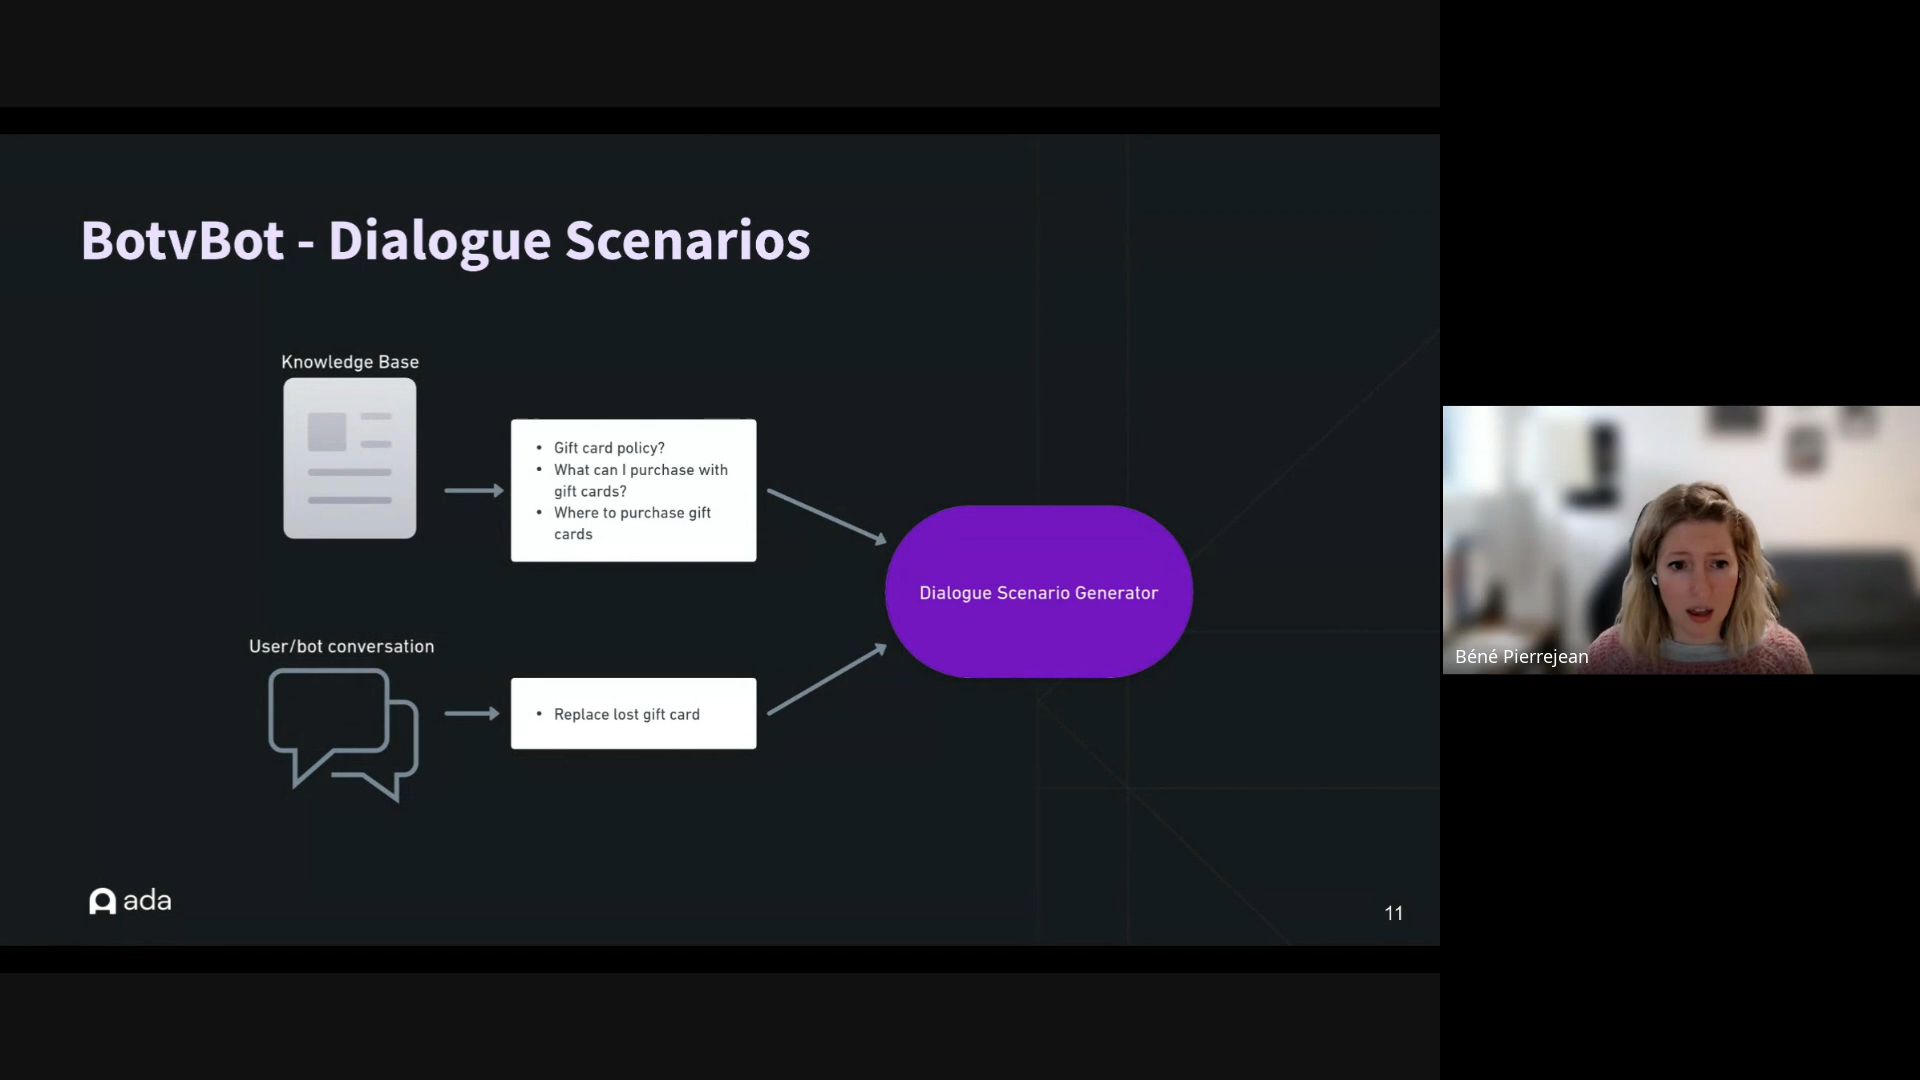 BotvBot - Dialogue Scenarios
Knowledge Base
• Gift card policy?
• What can I purchase with
gift cards?
• Where to purchase gift
cards
Dialogue Scenario Generator
User/bot conversation
• Replace lost gift card
Béné Pierrejean
ada
11